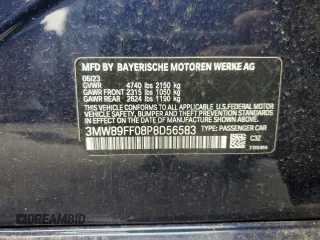 MFD BY BAYERISCHE MOTOREN WERKE AG
06/23
GVWR 4740 lbs 2150 kg
GAWR FRONT 2315 lbs 1050 kg
GAWR REAR 2624 lbs 1190 kg
THIS VEHICLE CONFORMS TO ALL APPLICABLE U.S. FEDERAL MOTOR
VEHICLE SAFETY, BUMPER, AND THEFT PREVENTION STANDARDS IN
EFFECT ON THE DATE OF MANUFACTURE SHOWN ABOVE.
3MW89FF08P8D56583 TYPE: PASSENGER CAR
C3Z
DREAMBID